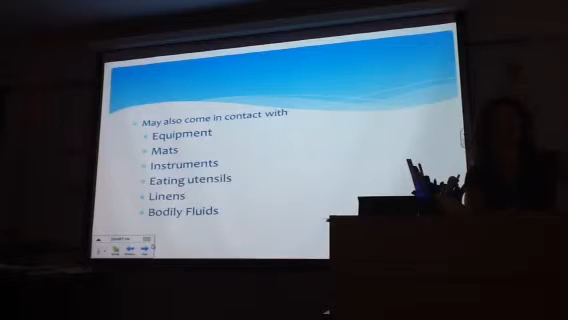 May also come in contact with
Equipment
Mats
Instruments
Eating utensils
Linens
Bodily Fluids